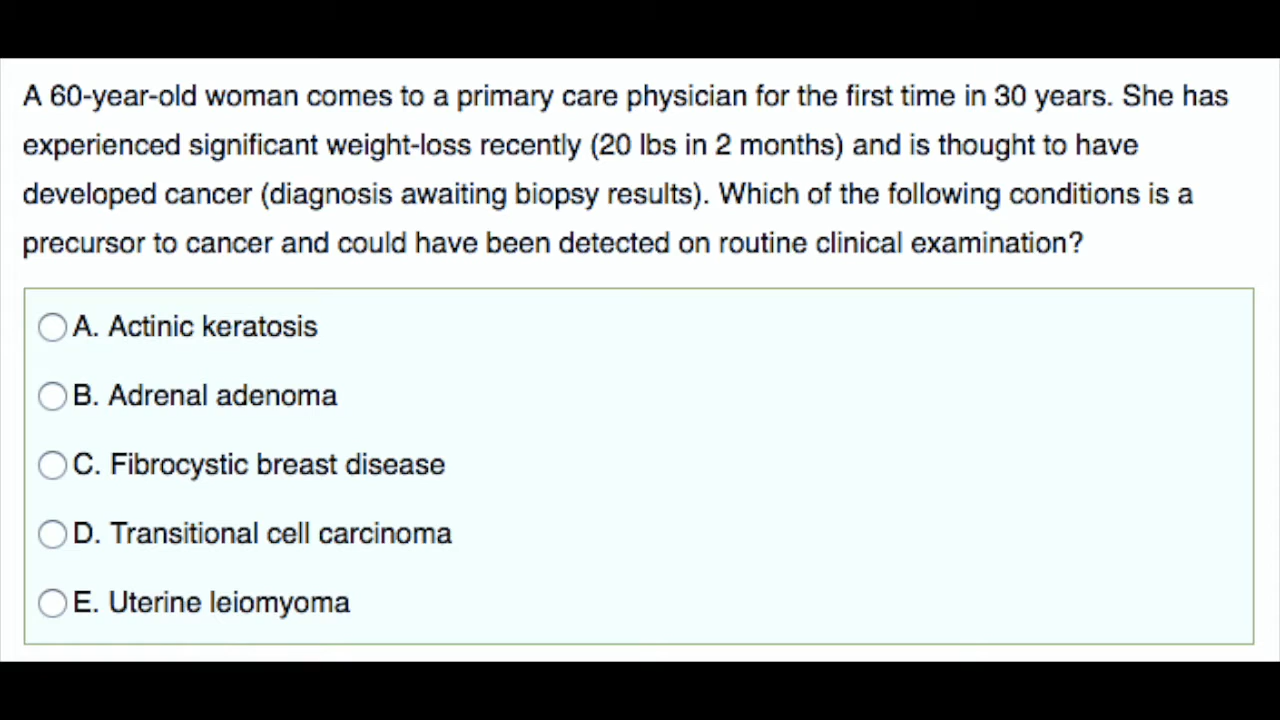 A 60-year-old woman comes to a primary care physician for the first time in 30 years. She has
experienced significant weight-loss recently (20 lbs in 2 months) and is thought to have
developed cancer (diagnosis awaiting biopsy results). Which of the following conditions is a
precursor to cancer and could have been detected on routine clinical examination?
A. Actinic keratosis
B. Adrenal adenoma
C. Fibrocystic breast disease
D. Transitional cell carcinoma
E. Uterine leiomyoma